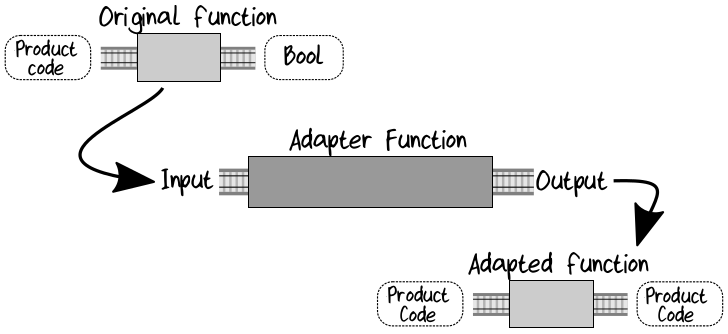 Original function
Product
code
Bool
Adapter Function
Input
Output
Adapted function
Product
Code
Product
Code